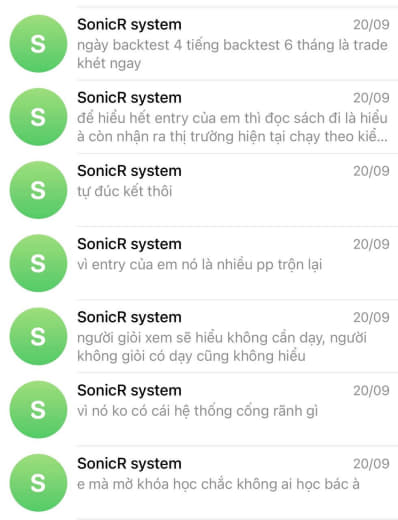 S
SonicR system
20/09
ngày backtest 4 tiếng backtest 6 tháng là trade
khét ngay
S
SonicR system
20/09
để hiểu hết entry của em thì đọc sách đi là hiểu
à còn nhận ra thị trường hiện tại chạy theo kiể...
S
SonicR system
20/09
tự đúc kết thôi
S
SonicR system
20/09
vì entry của em nó là nhiều pp trộn lại
S
SonicR system
20/09
người giỏi xem sẽ hiểu không cần dạy, người
không giỏi có dạy cũng không hiểu
S
SonicR system
20/09
vì nó ko có cái hệ thống cống rãnh gì
S
SonicR system
20/09
e mà mở khóa học chắc không ai học bác à